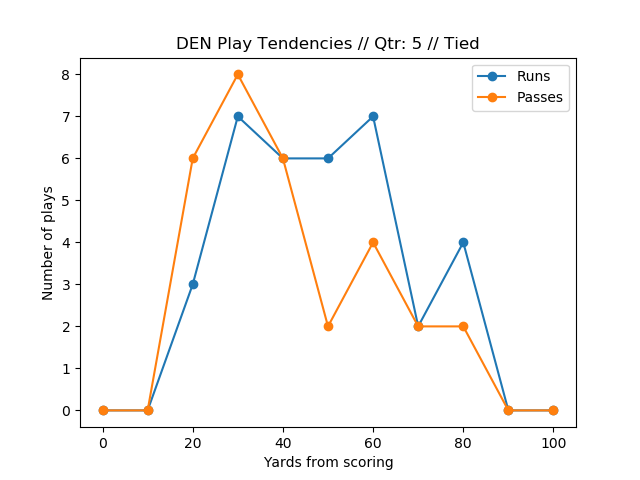 DEN Play Tendencies // Qtr: 5 // Tied
Runs
Passes
Number of plays
8
7
6
5
4
3
2
1
0
0 20 40 60 80 100
Yards from scoring